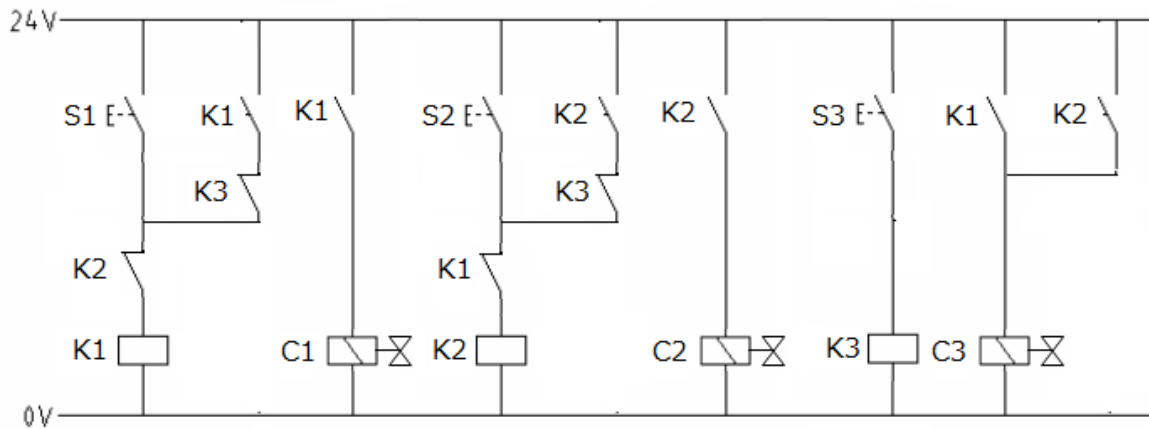 24V
S1 K1 K1 S2 K2 K2 S3 K1 K2
K3 K3
K2 K1
K1 C1 K2 C2 K3 C3
0V